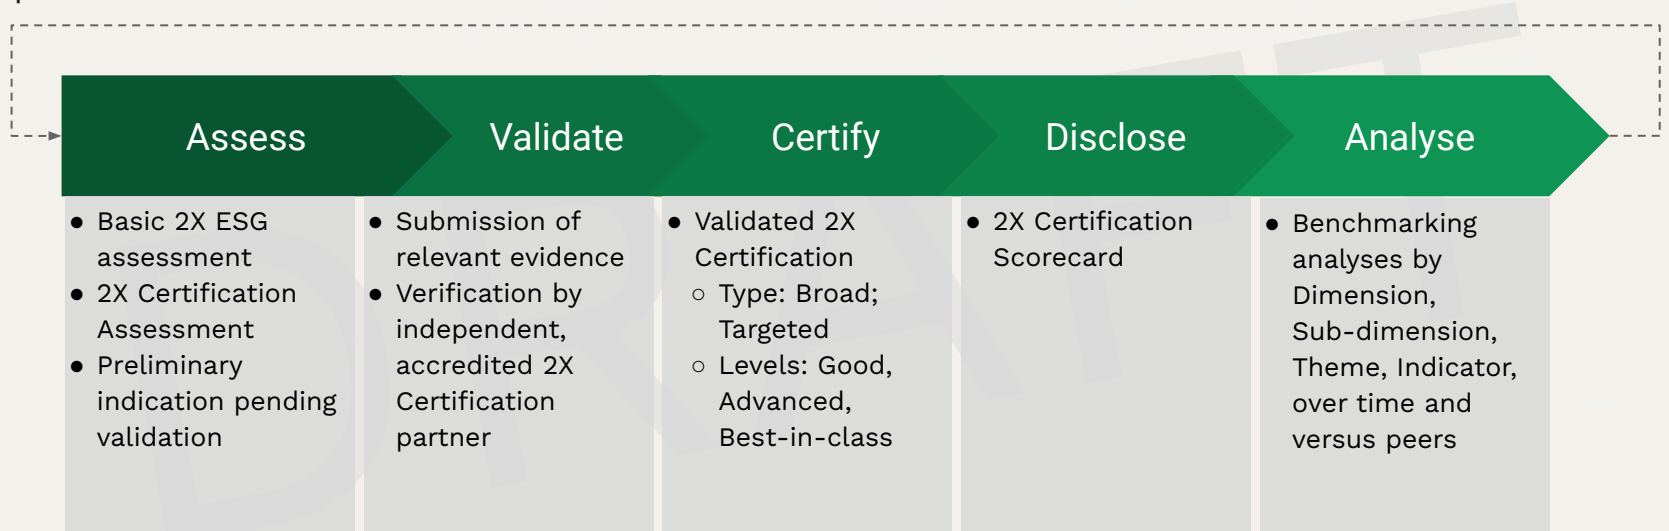 Assess
Validate
Certify
Disclose
Analyse
● Basic 2X ESG
assessment
● 2X Certification
Assessment
● Preliminary
indication pending
validation
● Submission of
relevant evidence
● Verification by
independent,
accredited 2X
Certification
partner
● Validated 2X
Certification
○ Type: Broad;
Targeted
○ Levels: Good,
Advanced,
Best-in-class
● 2X Certification
Scorecard
● Benchmarking
analyses by
Dimension,
Sub-dimension,
Theme, Indicator,
over time and
versus peers
DRAFT